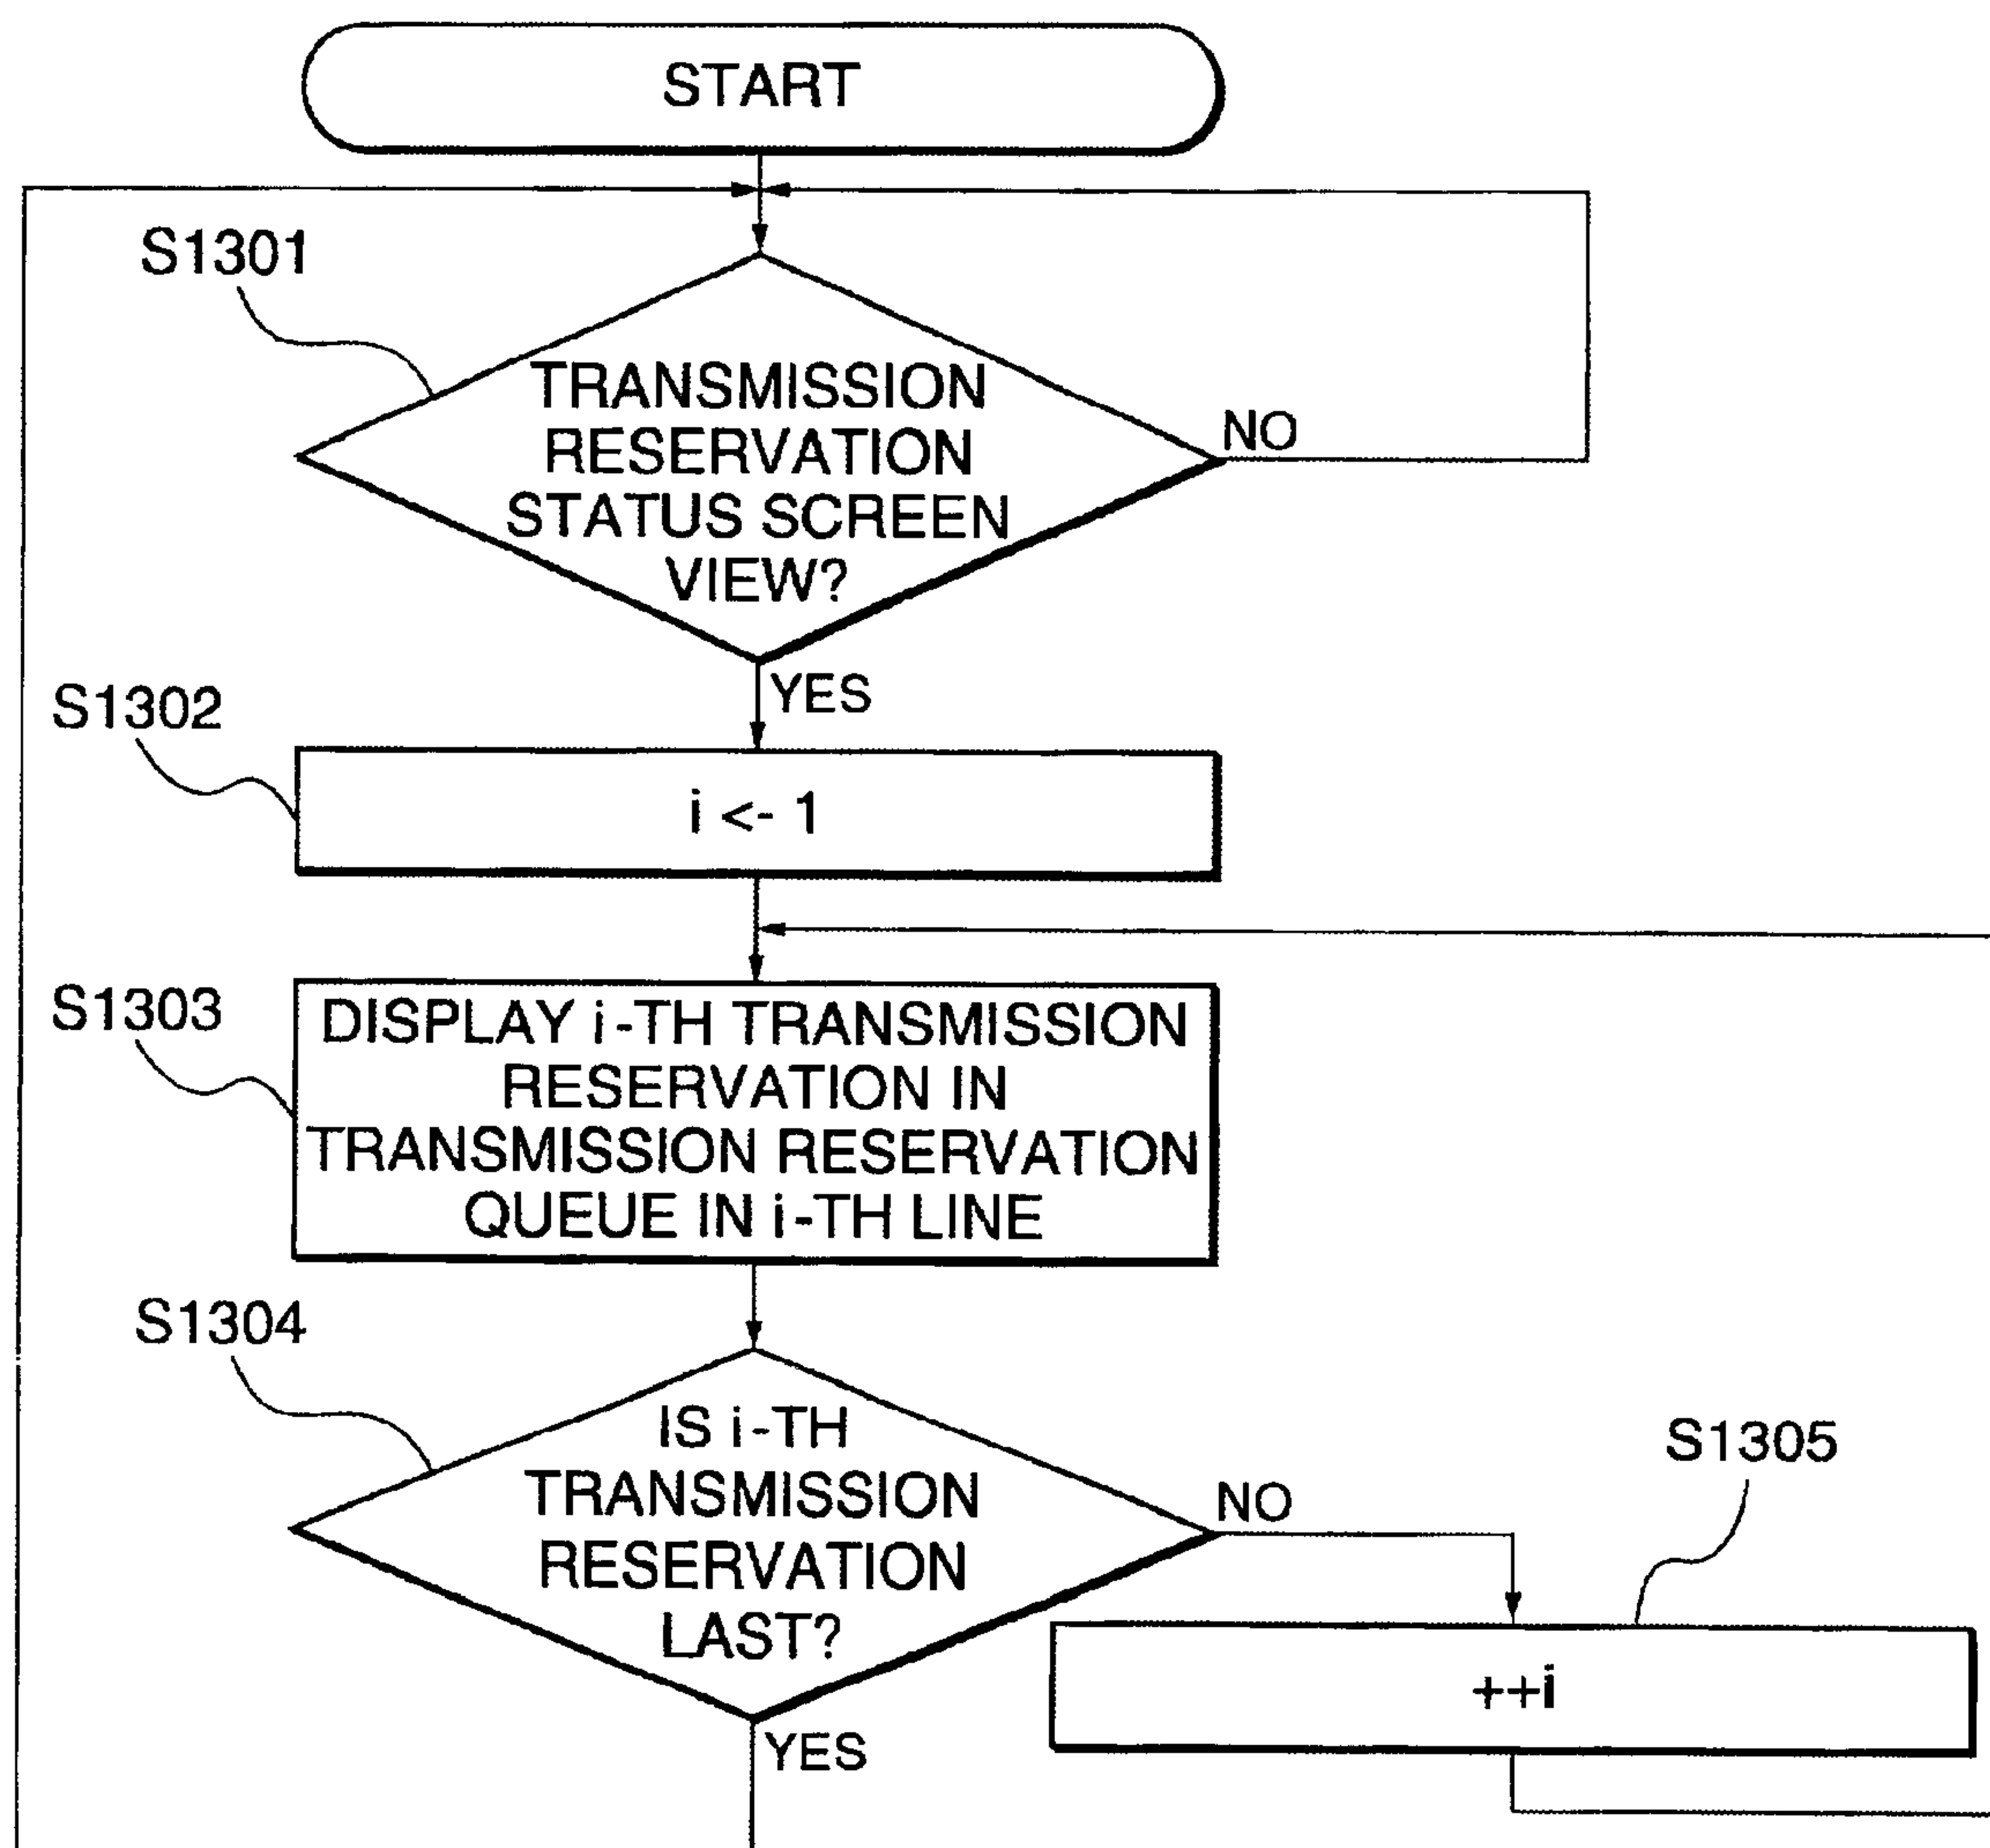 START
S1301
TRANSMISSION
RESERVATION
STATUS SCREEN
VIEW?
NO
YES
S1302
i <- 1
S1303
DISPLAY i-TH TRANSMISSION
RESERVATION IN
TRANSMISSION RESERVATION
QUEUE IN i-TH LINE
S1304
IS i-TH
TRANSMISSION
RESERVATION
LAST?
NO
S1305
++i
YES